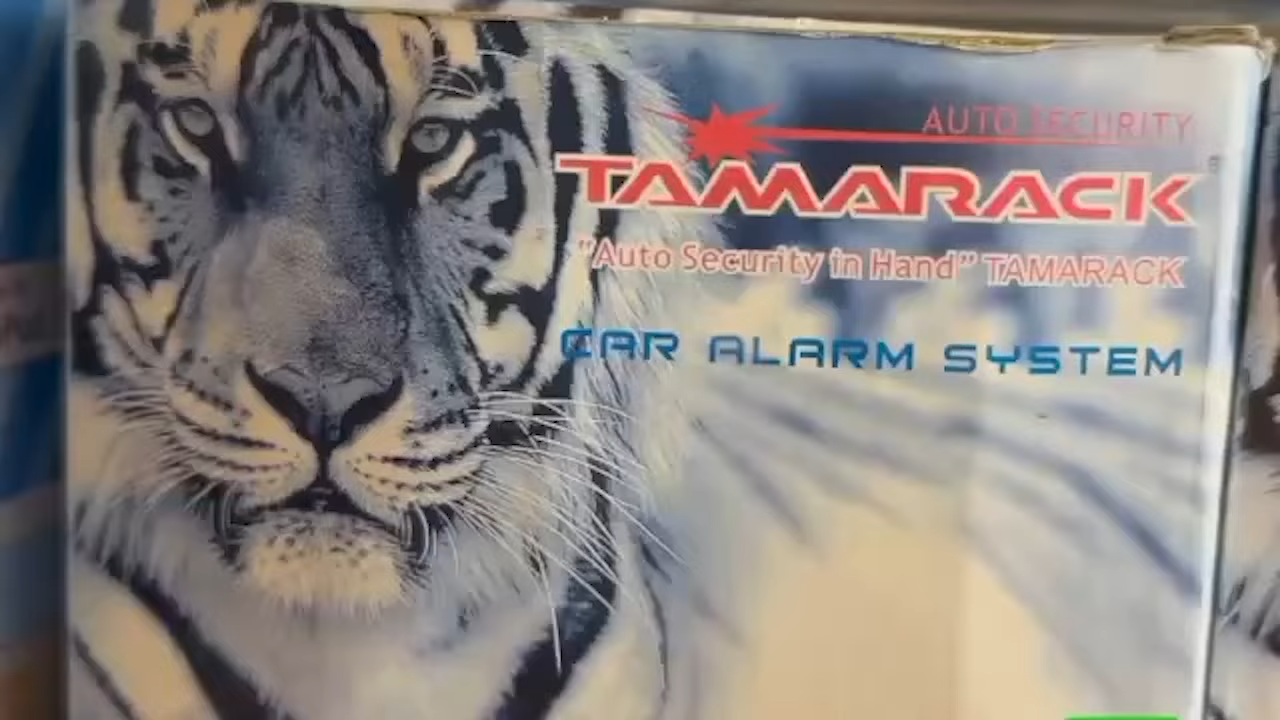 AUTO SECURITY
TAMARACK®
"Auto Security in Hand" TAMARACK
CAR ALARM SYSTEM